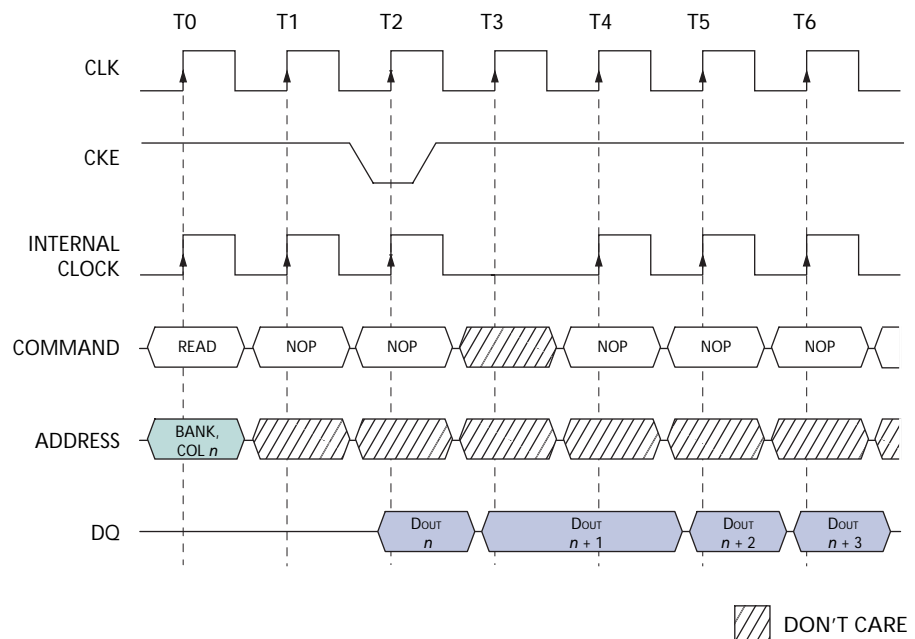 T0 T1 T2 T3 T4 T5 T6
CLK
CKE
INTERNAL
CLOCK
COMMAND READ NOP NOP NOP NOP NOP
ADDRESS BANK,
COL n
DQ DOUT DOUT DOUT DOUT
n n + 1 n + 2 n + 3
DON'T CARE